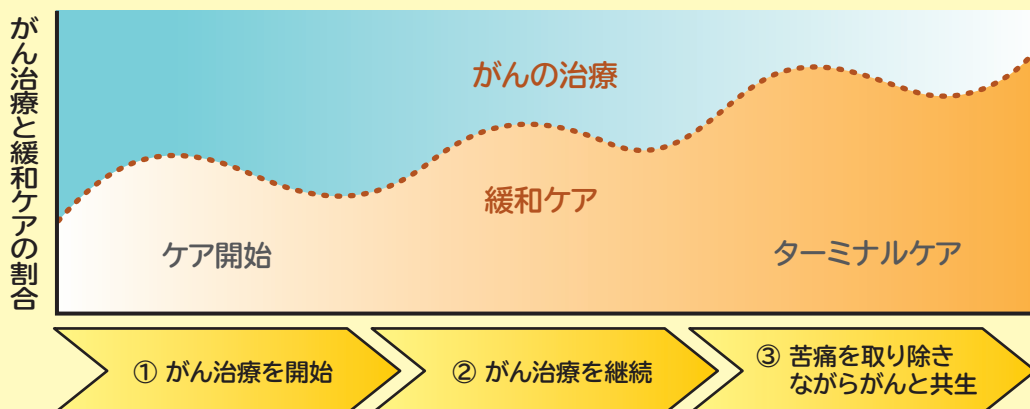 がん治療と緩和ケアの割合
がんの治療
緩和ケア
ケア開始
ターミナルケア
① がん治療を開始
② がん治療を継続
③ 苦痛を取り除き
ながらがんと共生